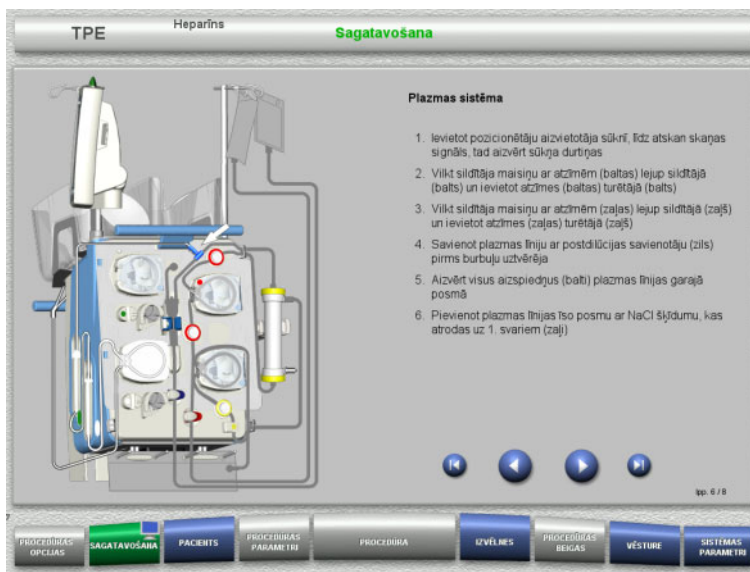 TPE
Heparīns
Sagatavošana
Plazmas sistēma
1. Ievietot pozicionētāju aizvietotāja sūknī, līdz atskan skaņas
signāls, tad aizvērt sūkņa durtiņas
2. Vilkt sildītāja maisiņu ar atzīmēm (baltas) lejup sildītājā
(balts) un ievietot atzīmes (baltas) turētājā (balts)
3. Vilkt sildītāja maisiņu ar atzīmēm (zaļas) lejup sildītājā (zaļš)
un ievietot atzīmes (zaļas) turētājā (zaļš)
4. Savienot plazmas līniju ar postdilūcijas savienotāju (zils)
pirms burbuļu uztvērēja
5. Aizvērt visus aizspiedņus (balti) plazmas līnijas garajā
posmā
6. Pievienot plazmas līnijas īso posmu ar NaCl šķīdumu, kas
atrodas uz 1. svariem (zaļi)
lpp. 6 / 8
PROCEDŪRAS
OPCIJAS
SAGATAVOŠANA
PACIENTS
PROCEDŪRAS
PARAMETRI
PROCEDŪRA
IZVĒLNES
PROCEDŪRAS
BEIGAS
VĒSTURE
SISTĒMAS
PARAMETRI